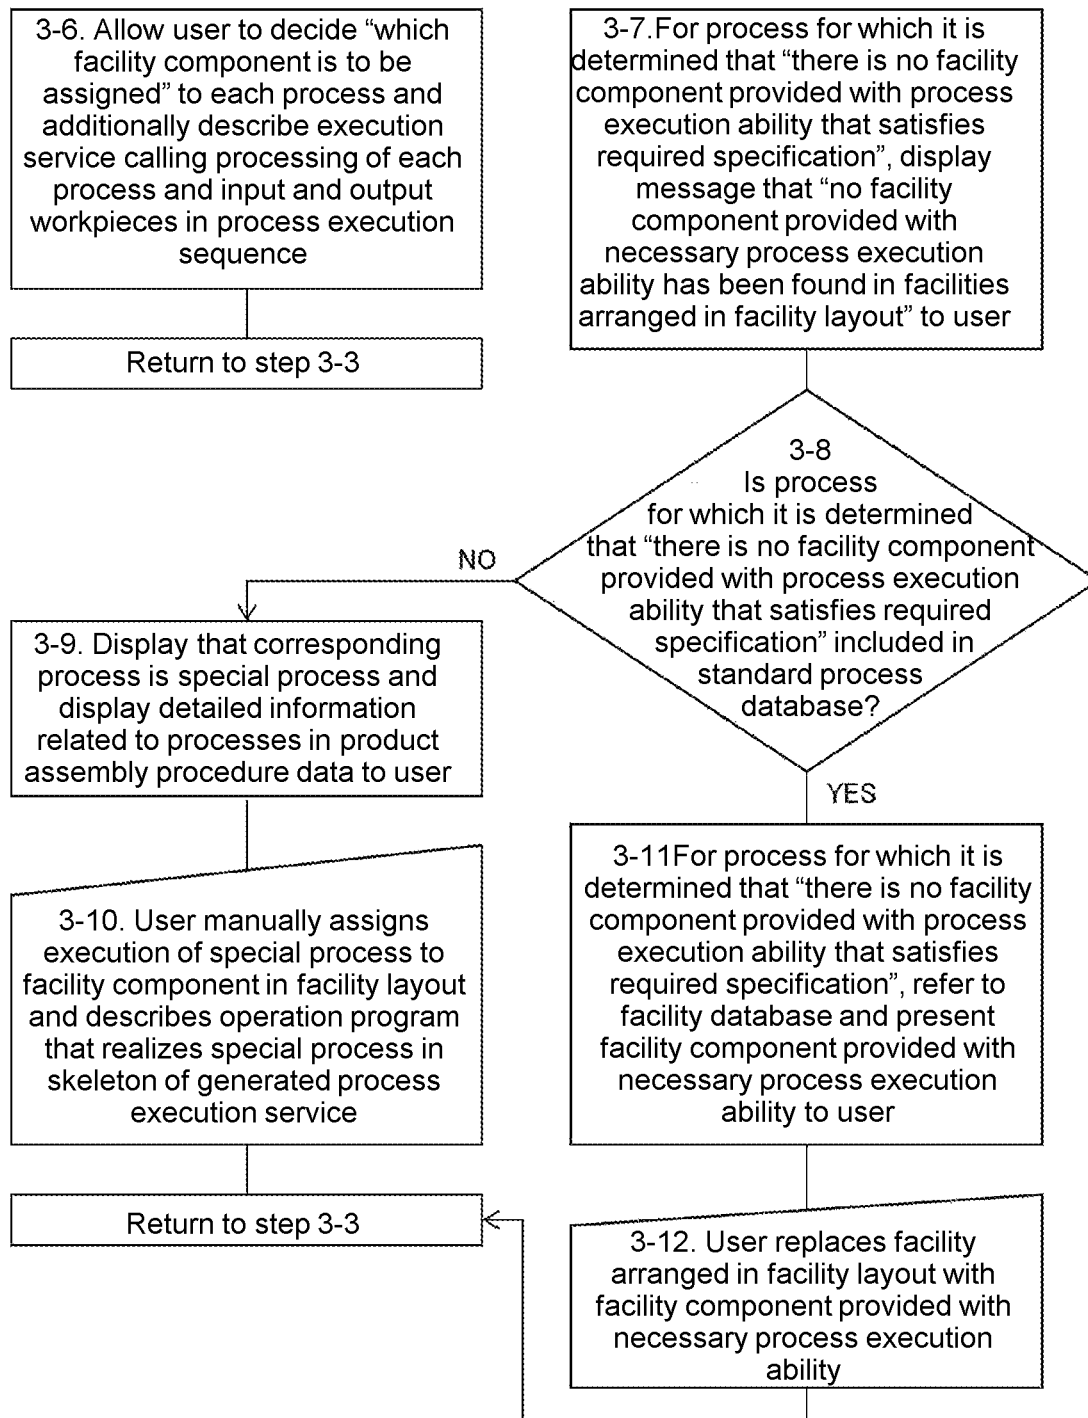 3-6. Allow user to decide “which
facility component is to be
assigned” to each process and
additionally describe execution
service calling processing of each
process and input and output
workpieces in process execution
sequence
Return to step 3-3
3-7.For process for which it is
determined that “there is no facility
component provided with process
execution ability that satisfies
required specification”, display
message that “no facility
component provided with
necessary process execution
ability has been found in facilities
arranged in facility layout” to user
3-8
Is process
for which it is determined
that “there is no facility component
provided with process execution
ability that satisfies required
specification” included in
standard process
database?
NO
3-9. Display that corresponding
process is special process and
display detailed information
related to processes in product
assembly procedure data to user
3-10. User manually assigns
execution of special process to
facility component in facility layout
and describes operation program
that realizes special process in
skeleton of generated process
execution service
Return to step 3-3
YES
3-11For process for which it is
determined that “there is no facility
component provided with process
execution ability that satisfies
required specification”, refer to
facility database and present
facility component provided with
necessary process execution
ability to user
3-12. User replaces facility
arranged in facility layout with
facility component provided with
necessary process execution
ability